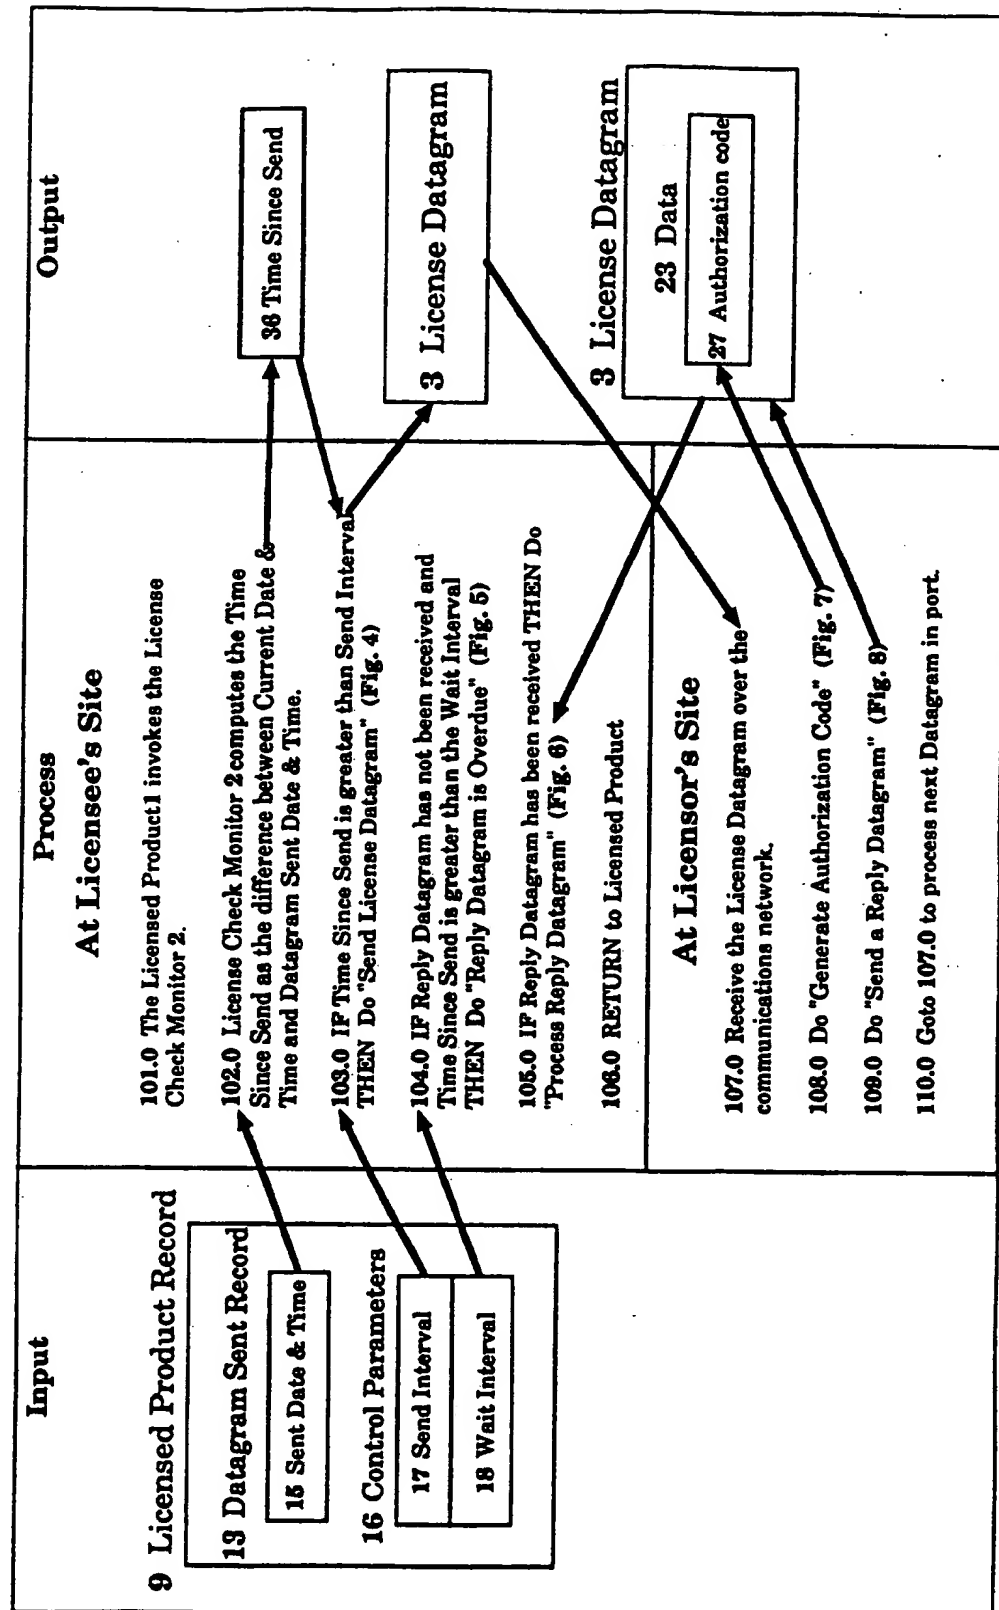 Input
9 Licensed Product Record
13 Datagram Sent Record
15 Sent Date & Time
16 Control Parameters
17 Send Interval
18 Wait Interval
Process
At Licensee's Site
101.0 The Licensed Product1 invokes the License
Check Monitor 2.
102.0 License Check Monitor 2 computes the Time
Since Send as the difference between Current Date &
Time and Datagram Sent Date & Time.
103.0 IF Time Since Send is greater than Send Interval
THEN Do "Send License Datagram" (Fig. 4)
104.0 IF Reply Datagram has not been received and
Time Since Send is greater than the Wait Interval
THEN Do "Reply Datagram is Overdue" (Fig. 5)
105.0 IF Reply Datagram has been received THEN Do
"Process Reply Datagram" (Fig. 6)
106.0 RETURN to Licensed Product
At Licensor's Site
107.0 Receive the License Datagram over the
communications network.
108.0 Do "Generate Authorization Code" (Fig. 7)
109.0 Do "Send a Reply Datagram" (Fig. 8)
110.0 Goto 107.0 to process next Datagram in port.
Output
36 Time Since Send
3 License Datagram
3 License Datagram
23 Data
27 Authorization code